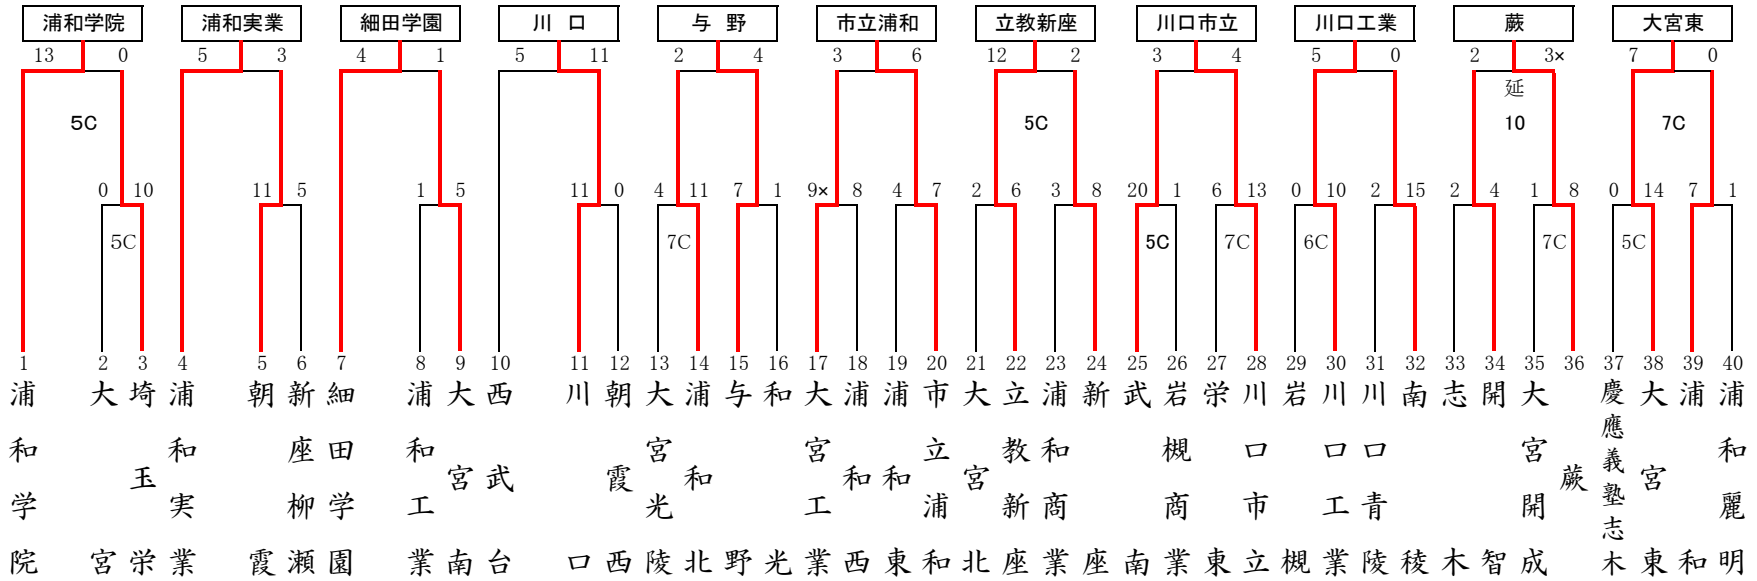 浦和学院 浦和実業 細田学園 川口 与野 市立浦和 立教新座 川口市立 川口工業 蕨 大宮東
13 0 5 3 4 1 5 11 2 4 3 6 12 2 3 4 5 0 2 3× 7 0
延
5C 5C 10 7C
0 10 11 5 1 5 11 0 4 11 7 1 9× 8 4 7 2 6 3 8 20 1 6 13 0 10 2 15 2 4 1 8 0 14 7 1
5C 7C 5C 7C 6C 7C 5C
1 2 3 4 5 6 7 8 9 10 11 12 13 14 15 16 17 18 19 20 21 22 23 24 25 26 27 28 29 30 31 32 33 34 35 36 37 38 39 40
浦和学院
大宮
埼玉栄
浦和実業
朝霞
新座柳瀬
細田学園
浦和工業
大宮南
西武台
川口
朝霞西
大宮光陵
浦和北
与野
和光
大宮工業
浦和西
浦和東
市立浦和
大宮北
立教新座
浦和商業
新座
武南
岩槻商業
栄東
川口市立
岩槻
川口工業
川口青陵
南稜
志木
開智
大宮開成
蕨
慶應義塾志木
大宮東
浦和
浦和麗明